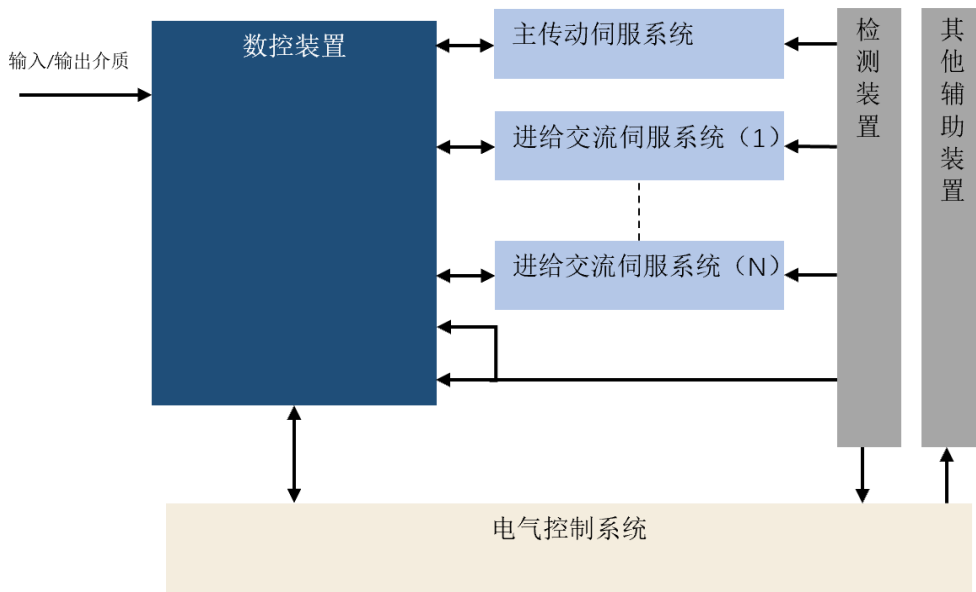 输入/输出介质
数控装置
主传动伺服系统
进给交流伺服系统（1）
进给交流伺服系统（N）
检测装置
其他辅助装置
电气控制系统